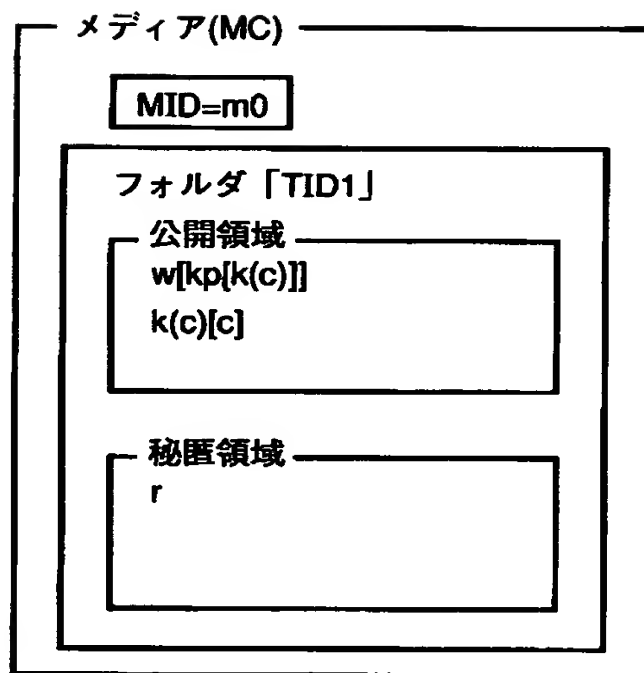 メディア(MC)
MID=m0
フォルダ「TID1」
公開領域
w[kp[k(c)]]
k(c)[c]
秘匿領域
r